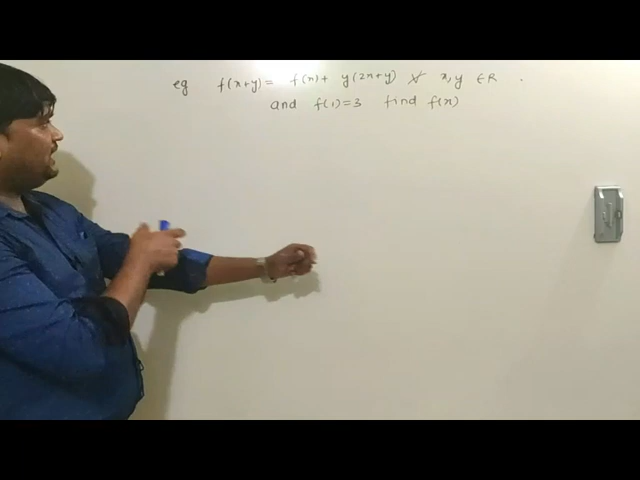 eg f(x+y) = f(x) + y(2x+y) ∀ x,y ∈ R .
and f(1)=3 find f(x)